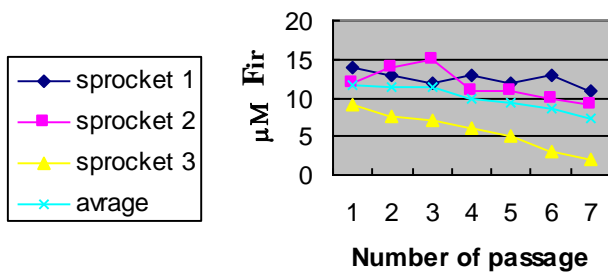 sprocket 1
sprocket 2
sprocket 3
avrage
µM Fir
20
15
10
5
0
1 2 3 4 5 6 7
Number of passage